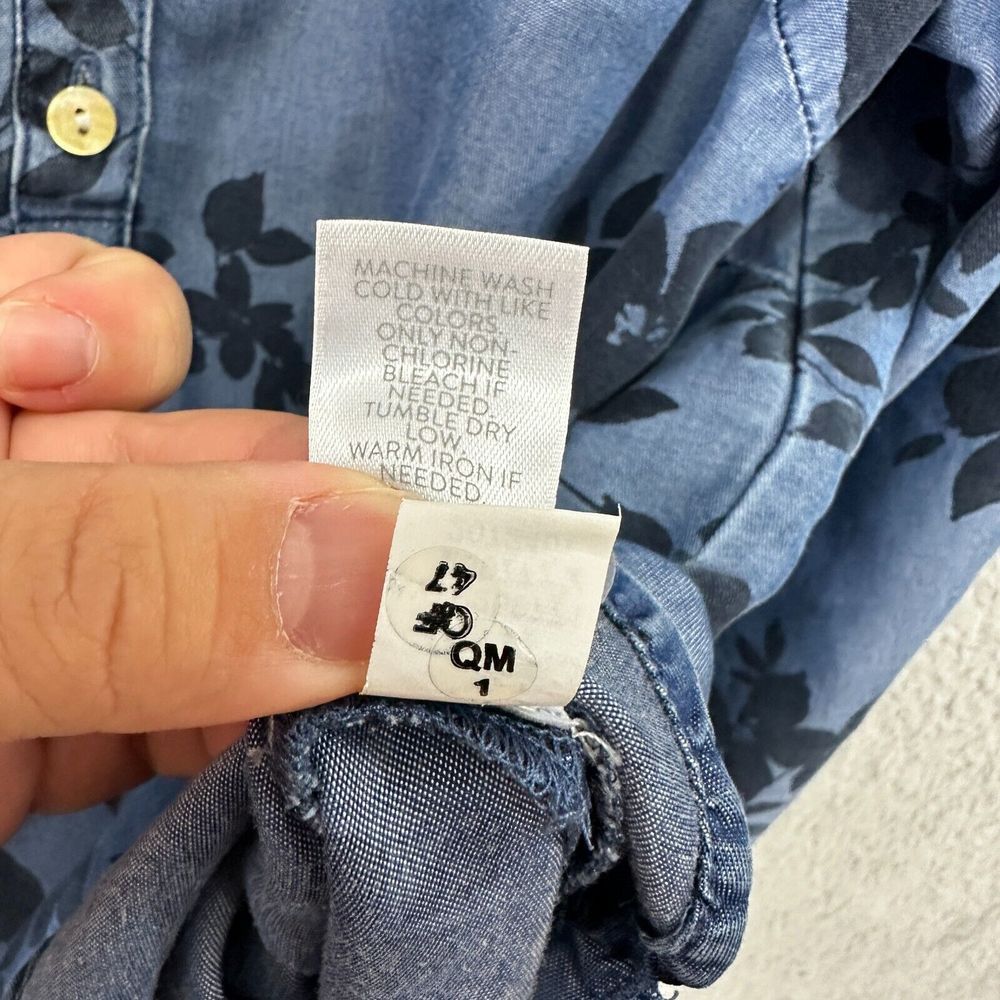 MACHINE WASH
COLD WITH LIKE
COLORS.
ONLY NON-
CHLORINE
BLEACH IF
NEEDED.
TUMBLE DRY
LOW,
WARM IRON IF
NEEDED
47
QM
1